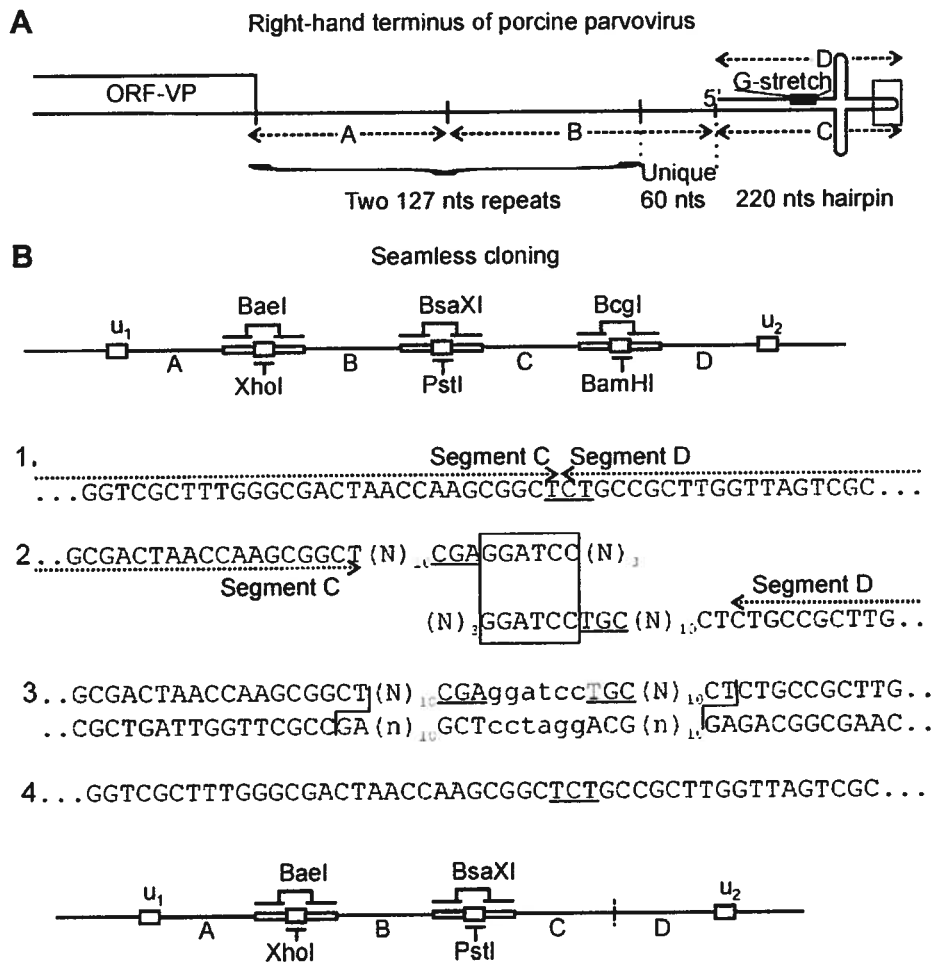 A Right-hand terminus of porcine parvovirus
D
G-stretch
ORF-VP
5'
A B C
Unique
Two 127 nts repeats 60 nts 220 nts hairpin
B Seamless cloning
BaeI BsaXI BcgI
u1 u2
A B C D
XhoI PstI BamHI
1. Segment C Segment D
...GGTCGCTTTGGGCGACTAACCAAGCGGCTCTGCCGCTTGGTTAGTCGC...
2 ..GCGACTAACCAAGCGGCT(N)10CGAGGATCC(N)3
Segment C Segment D
(N)3GGATCCTGC(N)10CTCTGCCGCTTG..
3 ..GCGACTAACCAAGCGGCT(N)10CGAggatccTGC(N)10CTCTGCCGCTTG..
..CGCTGATTGGTTCGCCGA(n)10GCTcctaggACG(n)10GAGACGGCGAAC..
4...GGTCGCTTTGGGCGACTAACCAAGCGGCTCTGCCGCTTGGTTAGTCGC...
BaeI BsaXI
u1 u2
A B C D
XhoI PstI